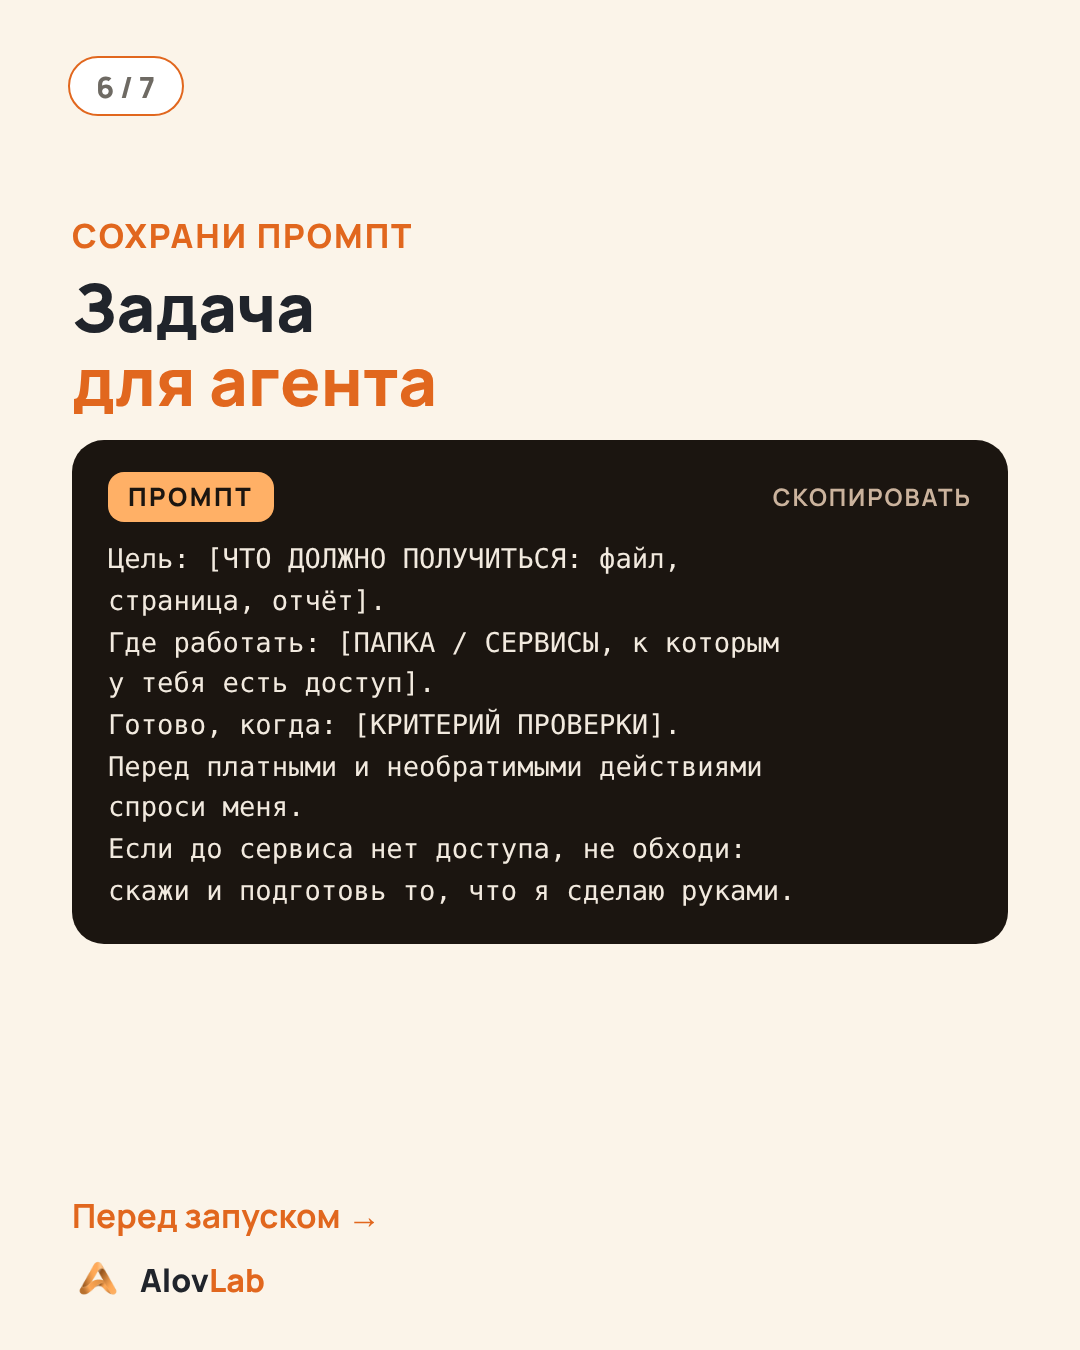 6 / 7
СОХРАНИ ПРОМПТ
Задача
для агента
ПРОМПТ
СКОПИРОВАТЬ
Цель: [ЧТО ДОЛЖНО ПОЛУЧИТЬСЯ: файл,
страница, отчёт].
Где работать: [ПАПКА / СЕРВИСЫ, к которым
у тебя есть доступ].
Готово, когда: [КРИТЕРИЙ ПРОВЕРКИ].
Перед платными и необратимыми действиями
спроси меня.
Если до сервиса нет доступа, не обходи:
скажи и подготовь то, что я сделаю руками.
Перед запуском →
AlovLab